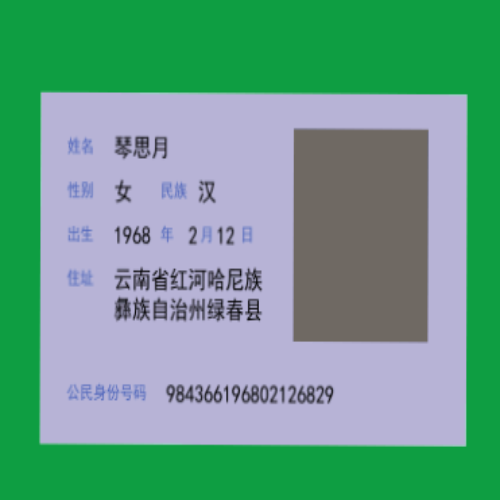 姓名 琴思月
性别 女 民族 汉
出生 1968 年 2 月 12 日
住址 云南省红河哈尼族
彝族自治州绿春县
公民身份号码 984366196802126829